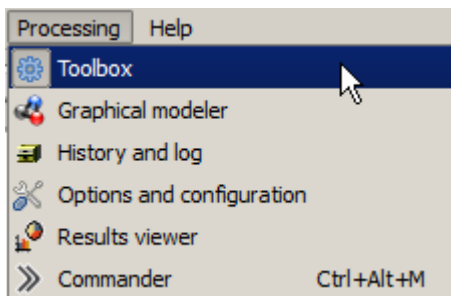 Processing Help
Toolbox
Graphical modeler
History and log
Options and configuration
Results viewer
Commander Ctrl+Alt+M